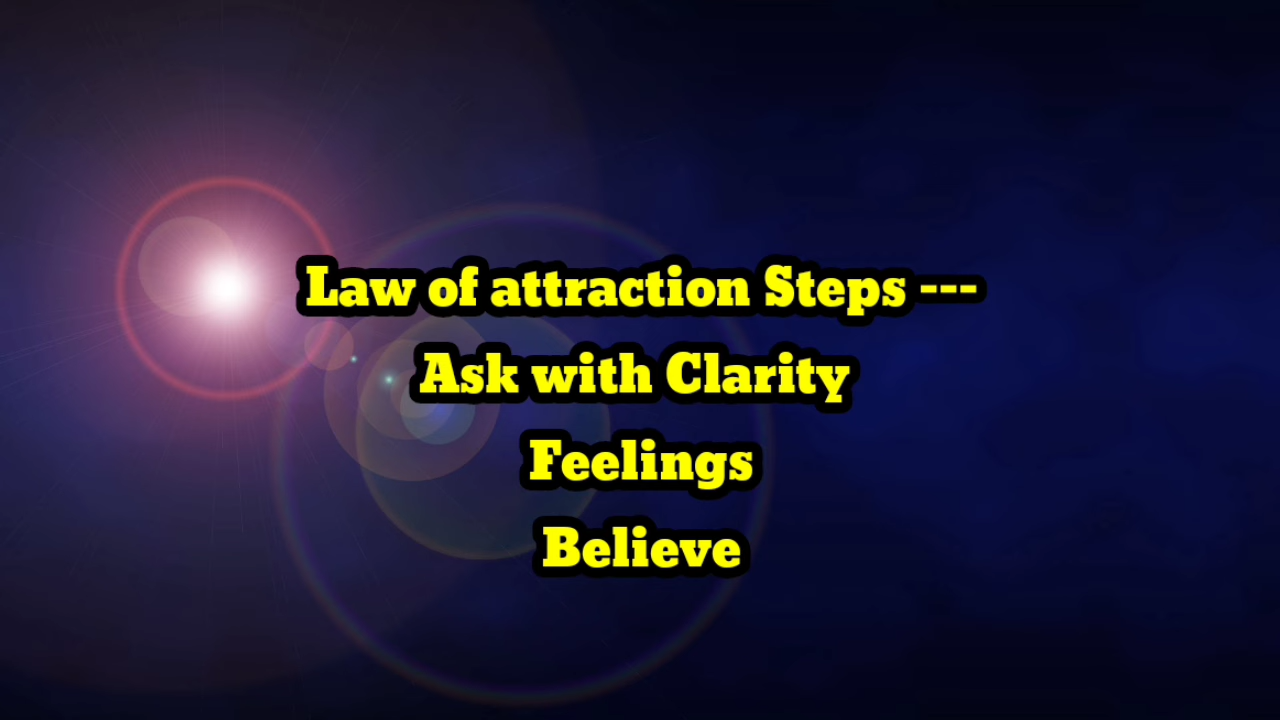 Law of attraction Steps ---
Ask with Clarity
Feelings
Believe